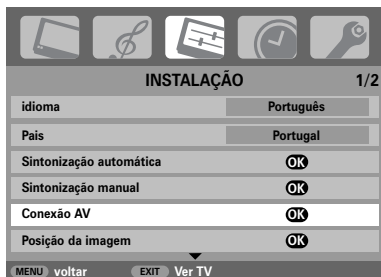 INSTALAÇÃO 1/2
idioma Português
Pais Portugal
Sintonização automática OK
Sintonização manual OK
Conexão AV OK
Posição da imagem OK
MENU voltar EXIT Ver TV